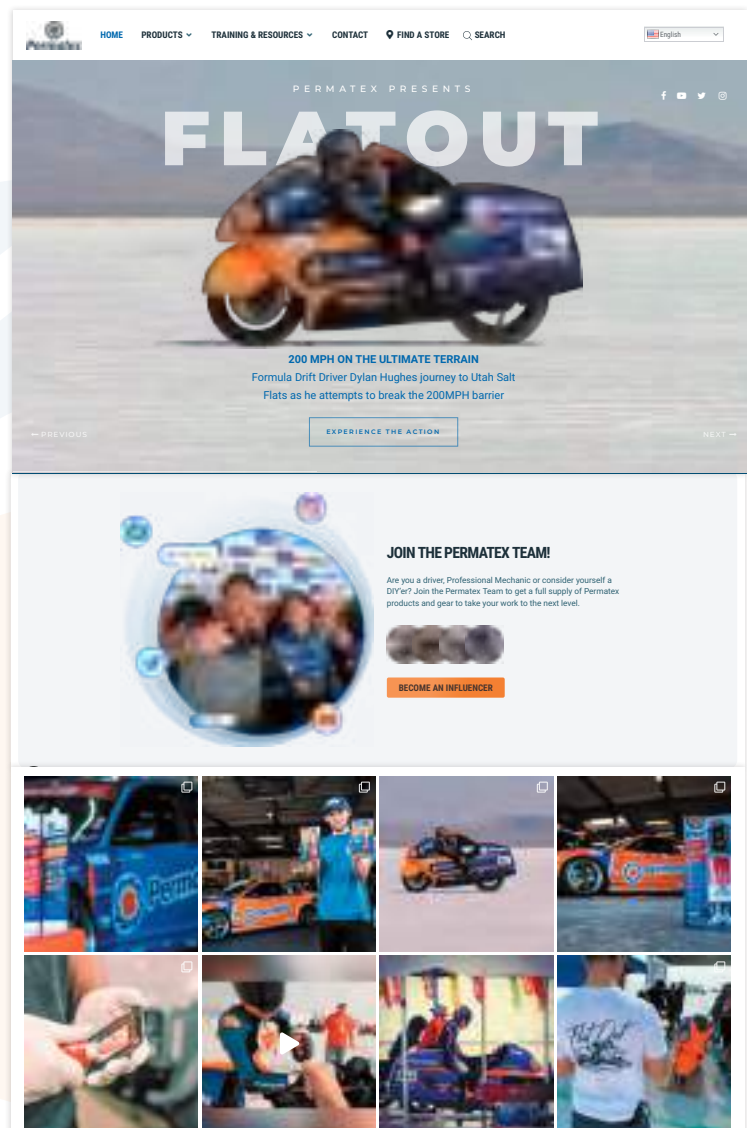 Permatex
HOME PRODUCTS TRAINING & RESOURCES CONTACT FIND A STORE SEARCH
English
PERMATEX PRESENTS
FLATOUT
200 MPH ON THE ULTIMATE TERRAIN
Formula Drift Driver Dylan Hughes journey to Utah Salt
Flats as he attempts to break the 200MPH barrier
EXPERIENCE THE ACTION
←PREVIOUS
NEXT→
JOIN THE PERMATEX TEAM!
Are you a driver, Professional Mechanic or consider yourself a
DIY'er? Join the Permatex Team to get a full supply of Permatex
products and gear to take your work to the next level.
BECOME AN INFLUENCER
Perma